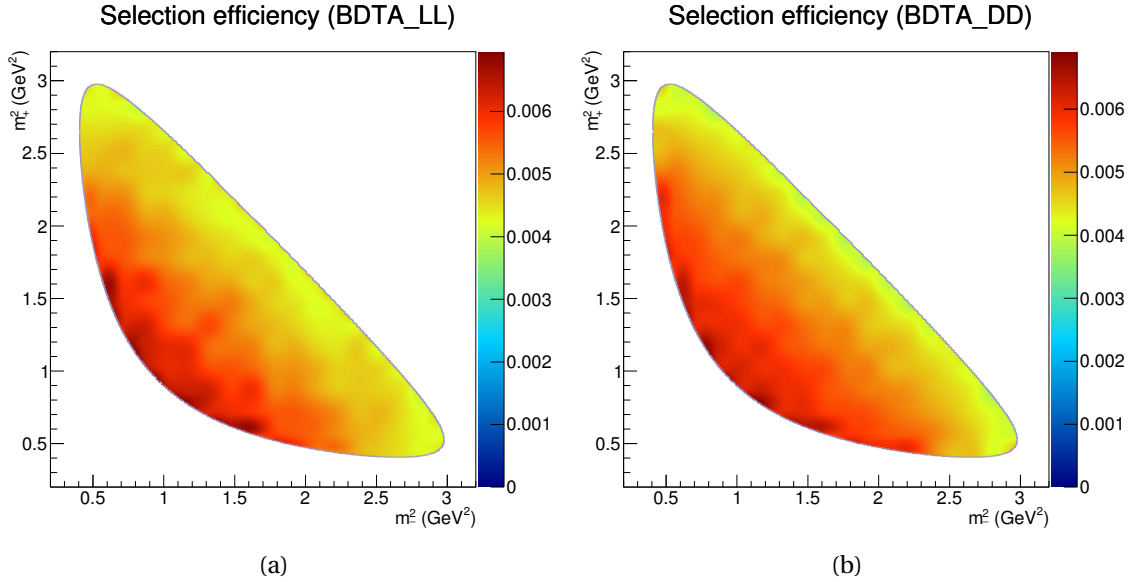 Selection efficiency (BDTA_LL)
m²₊ (GeV²)
3
2.5
2
1.5
1
0.5
0.5 1 1.5 2 2.5 3
m²₋ (GeV²)
0.006
0.005
0.004
0.003
0.002
0.001
0
(a)
Selection efficiency (BDTA_DD)
m²₊ (GeV²)
3
2.5
2
1.5
1
0.5
0.5 1 1.5 2 2.5 3
m²₋ (GeV²)
0.006
0.005
0.004
0.003
0.002
0.001
0
(b)